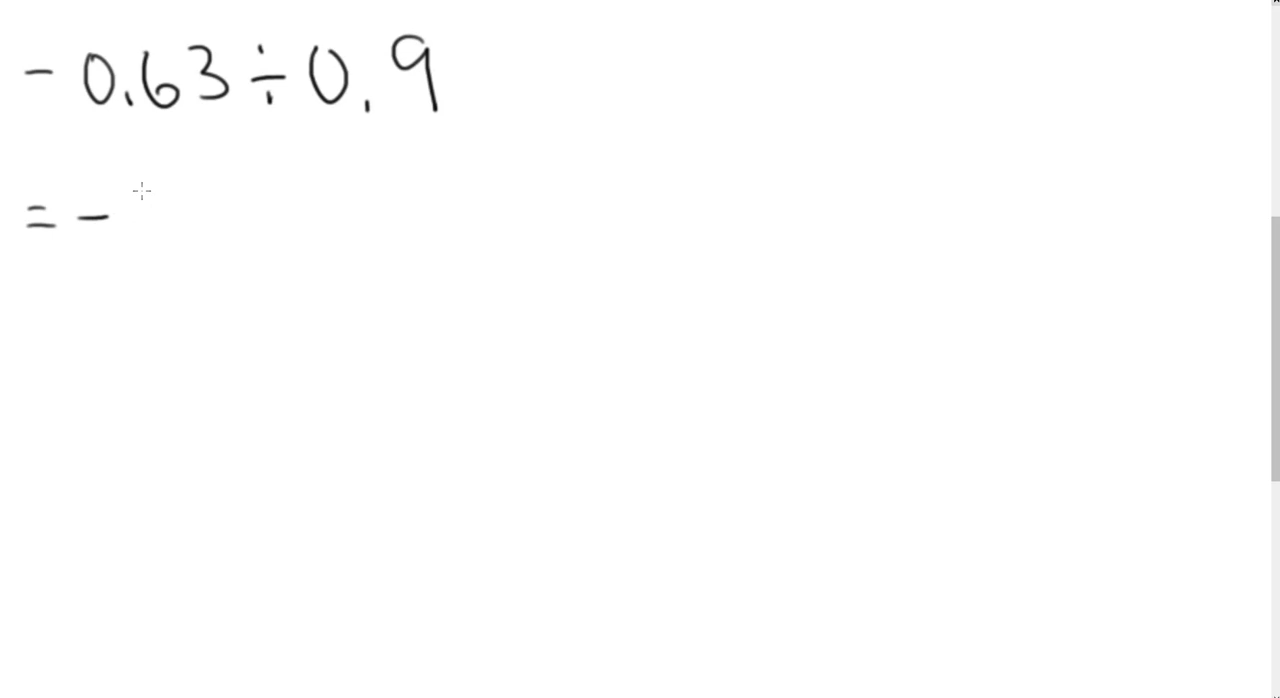 - 0.63 ÷ 0.9
= -